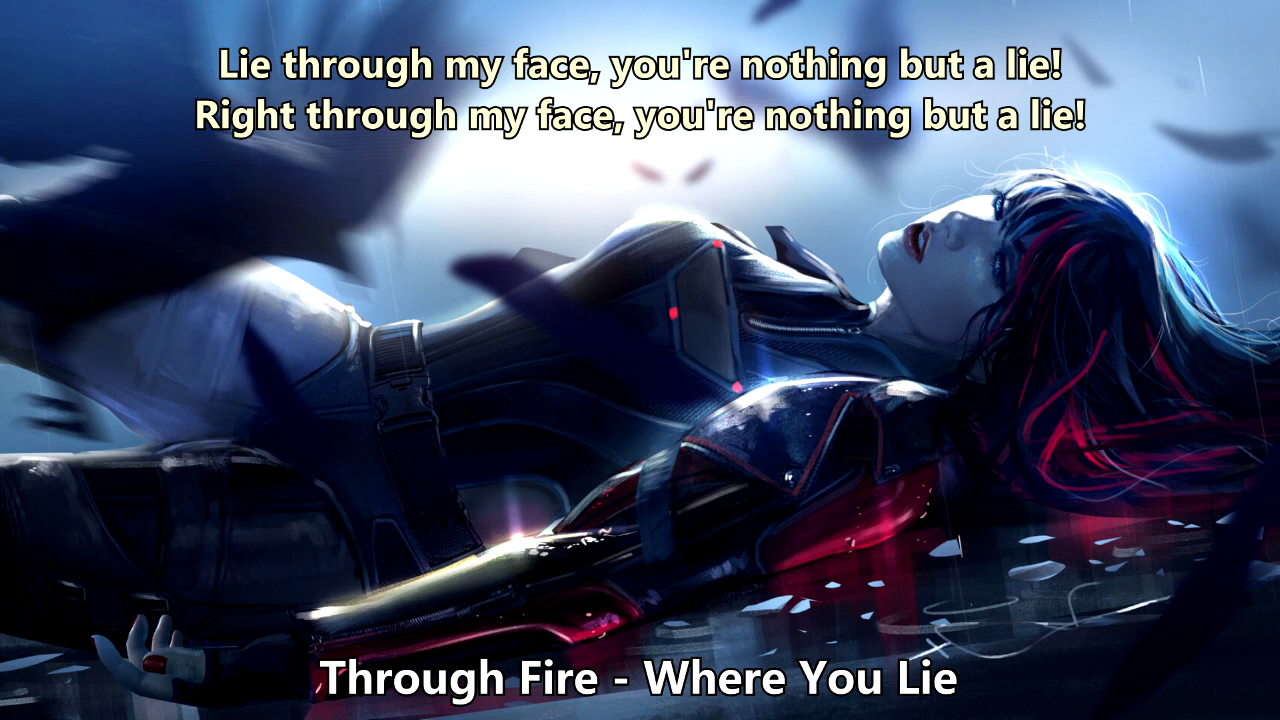 Lie through my face, you're nothing but a lie!
Right through my face, you're nothing but a lie!
Through Fire - Where You Lie